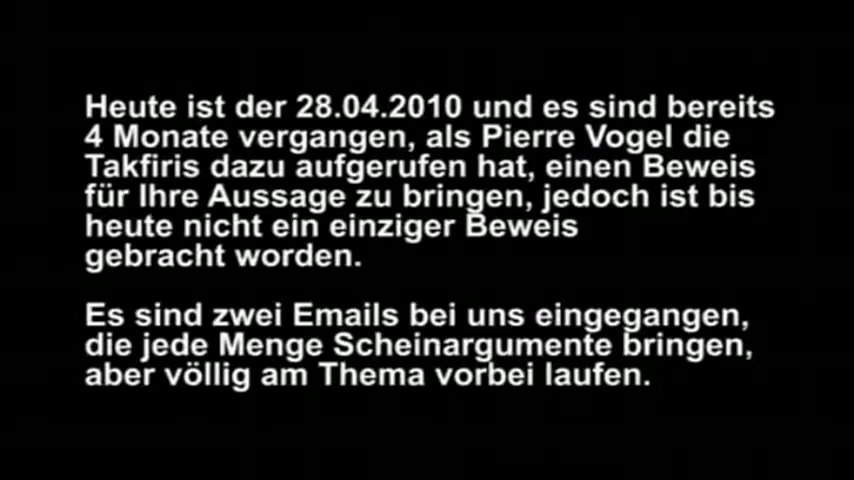 Heute ist der 28.04.2010 und es sind bereits
4 Monate vergangen, als Pierre Vogel die
Takfiris dazu aufgerufen hat, einen Beweis
für Ihre Aussage zu bringen, jedoch ist bis
heute nicht ein einziger Beweis
gebracht worden.
Es sind zwei Emails bei uns eingegangen,
die jede Menge Scheinargumente bringen,
aber völlig am Thema vorbei laufen.